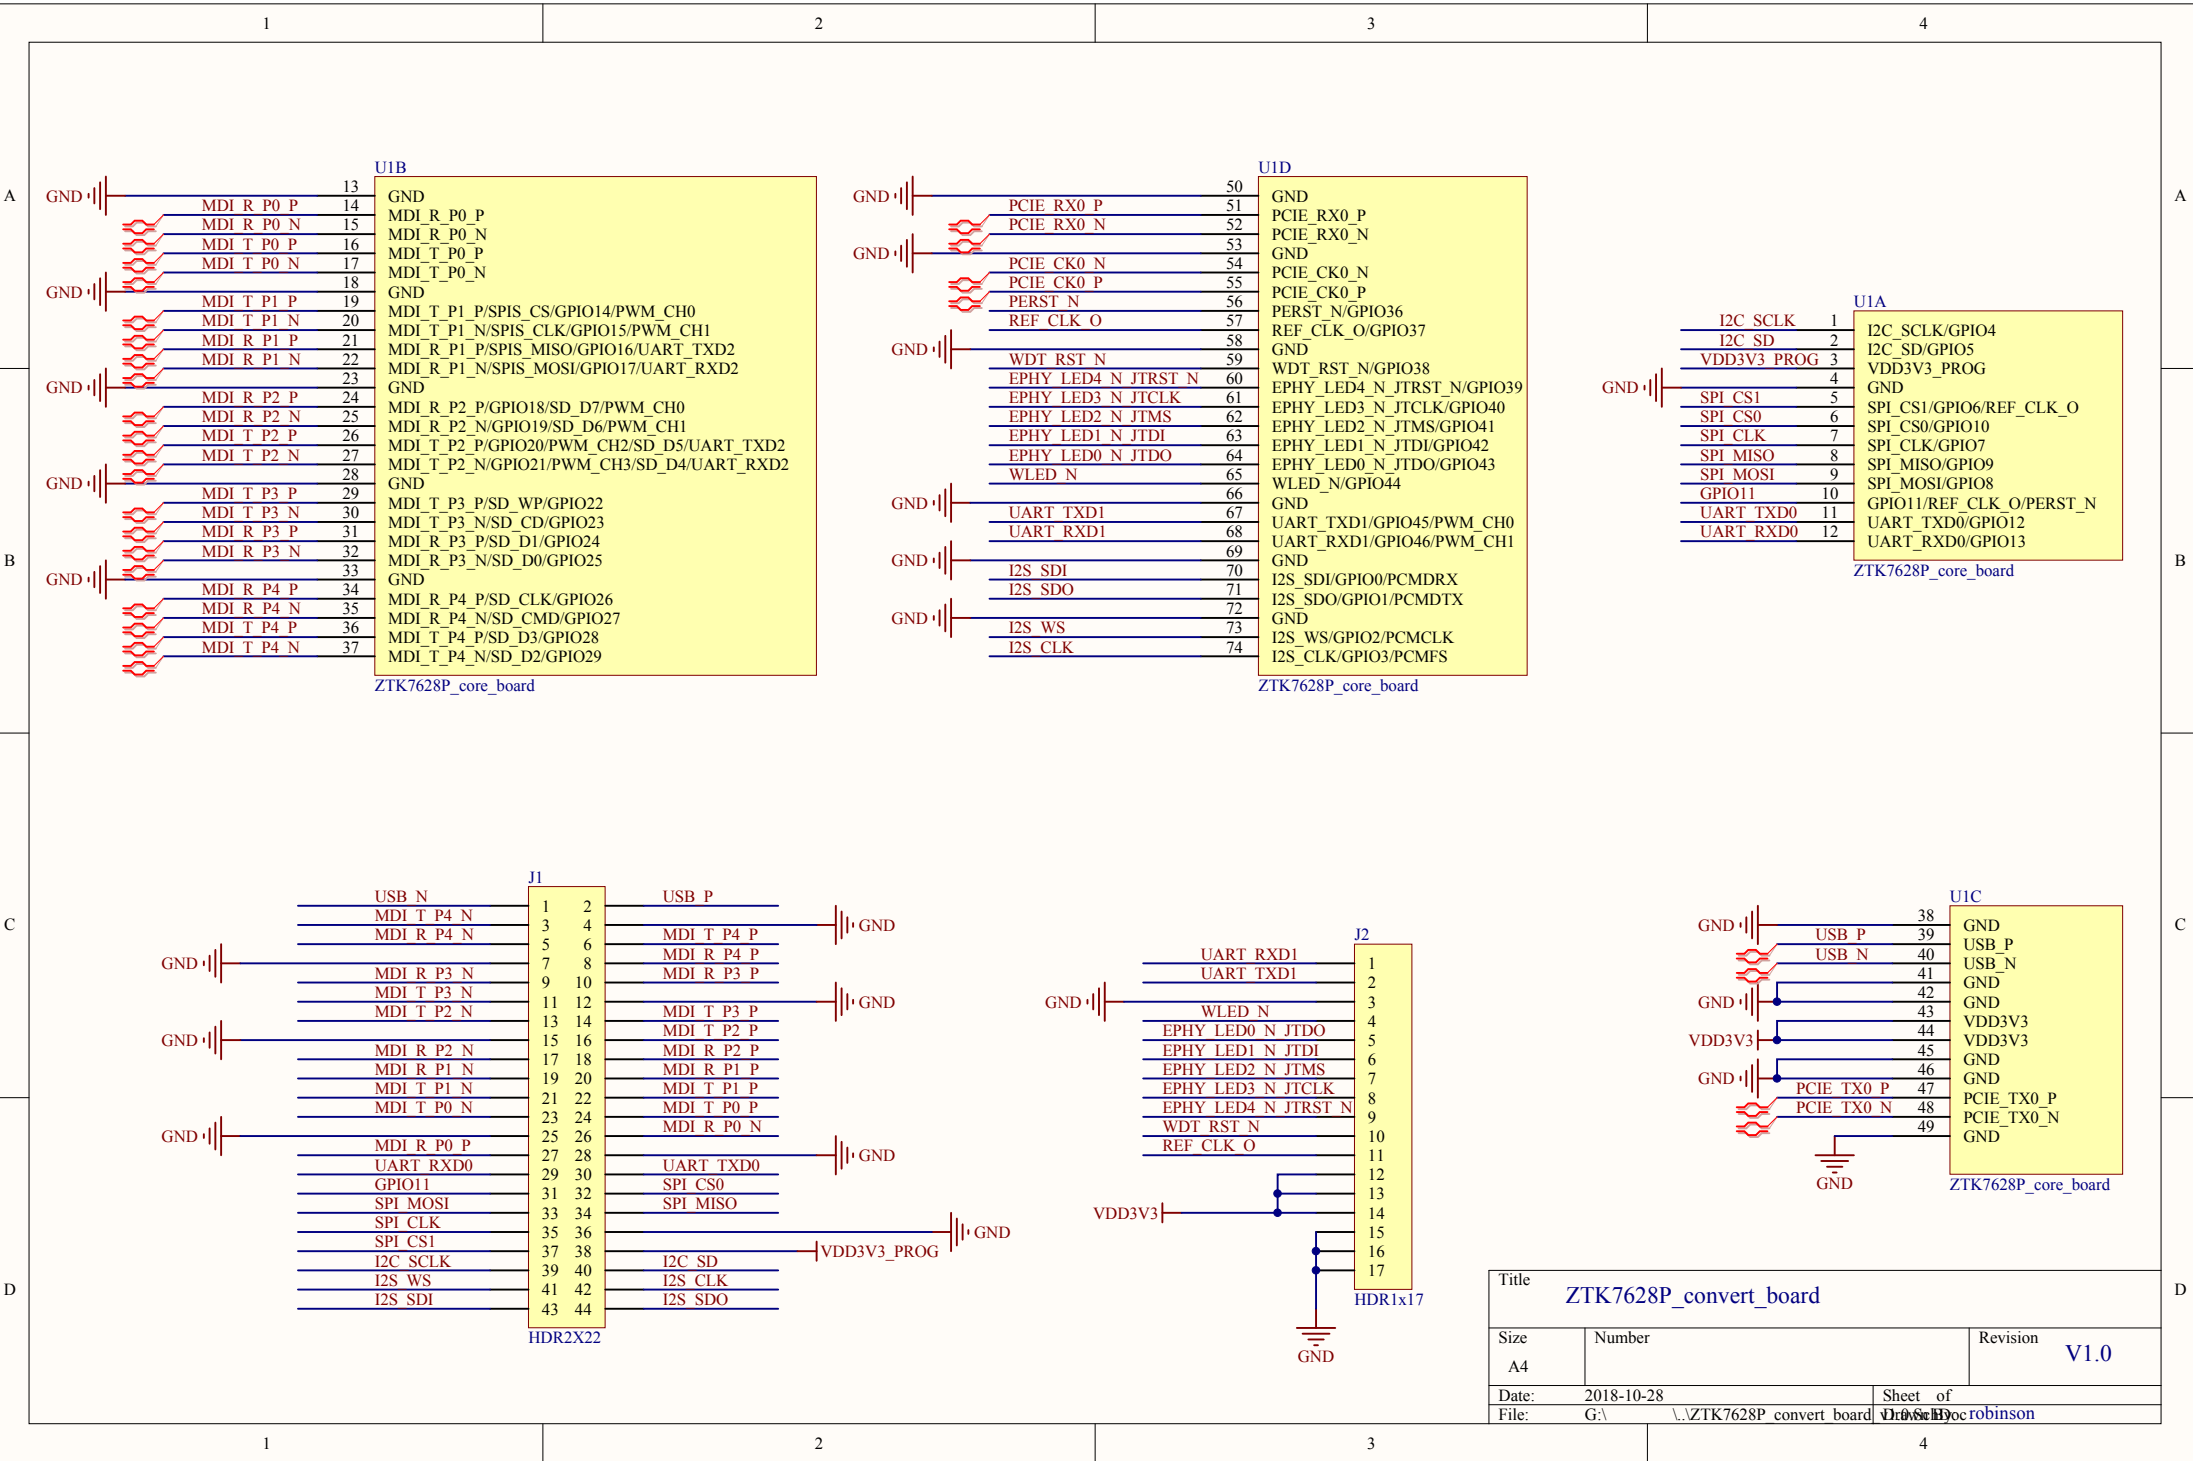 1 2 3 4
A
A
U1B
GND 13 GND
MDI_R_P0_P 14 MDI_R_P0_P
MDI_R_P0_N 15 MDI_R_P0_N
MDI_T_P0_P 16 MDI_T_P0_P
MDI_T_P0_N 17 MDI_T_P0_N
GND 18 GND
MDI_T_P1_P 19 MDI_T_P1_P/SPIS_CS/GPIO14/PWM_CH0
MDI_T_P1_N 20 MDI_T_P1_N/SPIS_CLK/GPIO15/PWM_CH1
MDI_R_P1_P 21 MDI_R_P1_P/SPIS_MISO/GPIO16/UART_TXD2
MDI_R_P1_N 22 MDI_R_P1_N/SPIS_MOSI/GPIO17/UART_RXD2
GND 23 GND
MDI_R_P2_P 24 MDI_R_P2_P/GPIO18/SD_D7/PWM_CH0
MDI_R_P2_N 25 MDI_R_P2_N/GPIO19/SD_D6/PWM_CH1
MDI_T_P2_P 26 MDI_T_P2_P/GPIO20/PWM_CH2/SD_D5/UART_TXD2
MDI_T_P2_N 27 MDI_T_P2_N/GPIO21/PWM_CH3/SD_D4/UART_RXD2
GND 28 GND
MDI_T_P3_P 29 MDI_T_P3_P/SD_WP/GPIO22
MDI_T_P3_N 30 MDI_T_P3_N/SD_CD/GPIO23
MDI_R_P3_P 31 MDI_R_P3_P/SD_D1/GPIO24
MDI_R_P3_N 32 MDI_R_P3_N/SD_D0/GPIO25
GND 33 GND
MDI_R_P4_P 34 MDI_R_P4_P/SD_CLK/GPIO26
MDI_R_P4_N 35 MDI_R_P4_N/SD_CMD/GPIO27
MDI_T_P4_P 36 MDI_T_P4_P/SD_D3/GPIO28
MDI_T_P4_N 37 MDI_T_P4_N/SD_D2/GPIO29
ZTK7628P_core_board
U1D
GND 50 GND
PCIE_RX0_P 51 PCIE_RX0_P
PCIE_RX0_N 52 PCIE_RX0_N
GND 53 GND
PCIE_CK0_N 54 PCIE_CK0_N
PCIE_CK0_P 55 PCIE_CK0_P
PERST_N 56 PERST_N/GPIO36
REF_CLK_O 57 REF_CLK_O/GPIO37
GND 58 GND
WDT_RST_N 59 WDT_RST_N/GPIO38
EPHY_LED4_N_JTRST_N 60 EPHY_LED4_N_JTRST_N/GPIO39
EPHY_LED3_N_JTCLK 61 EPHY_LED3_N_JTCLK/GPIO40
EPHY_LED2_N_JTMS 62 EPHY_LED2_N_JTMS/GPIO41
EPHY_LED1_N_JTDI 63 EPHY_LED1_N_JTDI/GPIO42
EPHY_LED0_N_JTDO 64 EPHY_LED0_N_JTDO/GPIO43
WLED_N 65 WLED_N/GPIO44
GND 66 GND
UART_TXD1 67 UART_TXD1/GPIO45/PWM_CH0
UART_RXD1 68 UART_RXD1/GPIO46/PWM_CH1
GND 69 GND
I2S_SDI 70 I2S_SDI/GPIO0/PCMDRX
I2S_SDO 71 I2S_SDO/GPIO1/PCMDTX
GND 72 GND
I2S_WS 73 I2S_WS/GPIO2/PCMCLK
I2S_CLK 74 I2S_CLK/GPIO3/PCMFS
ZTK7628P_core_board
U1A
I2C_SCLK 1 I2C_SCLK/GPIO4
I2C_SD 2 I2C_SD/GPIO5
VDD3V3_PROG 3 VDD3V3_PROG
GND 4 GND
SPI_CS1 5 SPI_CS1/GPIO6/REF_CLK_O
SPI_CS0 6 SPI_CS0/GPIO10
SPI_CLK 7 SPI_CLK/GPIO7
SPI_MISO 8 SPI_MISO/GPIO9
SPI_MOSI 9 SPI_MOSI/GPIO8
GPIO11 10 GPIO11/REF_CLK_O/PERST_N
UART_TXD0 11 UART_TXD0/GPIO12
UART_RXD0 12 UART_RXD0/GPIO13
ZTK7628P_core_board
B
B
C
C
J1
USB_N 1 2 USB_P
MDI_T_P4_N 3 4 GND
MDI_R_P4_N 5 6 MDI_T_P4_P
GND 7 8 MDI_R_P4_P
MDI_R_P3_N 9 10 MDI_R_P3_P
MDI_T_P3_N 11 12 GND
MDI_T_P2_N 13 14 MDI_T_P3_P
GND 15 16 MDI_T_P2_P
MDI_R_P2_N 17 18 MDI_R_P2_P
MDI_R_P1_N 19 20 MDI_R_P1_P
MDI_T_P1_N 21 22 MDI_T_P1_P
MDI_T_P0_N 23 24 MDI_T_P0_P
GND 25 26 MDI_R_P0_N
MDI_R_P0_P 27 28 GND
UART_RXD0 29 30 UART_TXD0
GPIO11 31 32 SPI_CS0
SPI_MOSI 33 34 SPI_MISO
SPI_CLK 35 36 GND
SPI_CS1 37 38 VDD3V3_PROG
I2C_SCLK 39 40 I2C_SD
I2S_WS 41 42 I2S_CLK
I2S_SDI 43 44 I2S_SDO
HDR2X22
J2
UART_RXD1 1
UART_TXD1 2
GND 3
WLED_N 4
EPHY_LED0_N_JTDO 5
EPHY_LED1_N_JTDI 6
EPHY_LED2_N_JTMS 7
EPHY_LED3_N_JTCLK 8
EPHY_LED4_N_JTRST_N 9
WDT_RST_N 10
REF_CLK_O 11
12
13
VDD3V3 14
15
16
17
HDR1x17
GND
U1C
GND 38 GND
USB_P 39 USB_P
USB_N 40 USB_N
41 GND
GND 42 GND
43 VDD3V3
VDD3V3 44 VDD3V3
45 GND
GND 46 GND
PCIE_TX0_P 47 PCIE_TX0_P
PCIE_TX0_N 48 PCIE_TX0_N
49 GND
GND
ZTK7628P_core_board
D
D
Title
ZTK7628P_convert_board
Size Number Revision
A4 V1.0
Date: 2018-10-28 Sheet of
File: G:\ \..\ZTK7628P_convert_board robinson
1 2 3 4